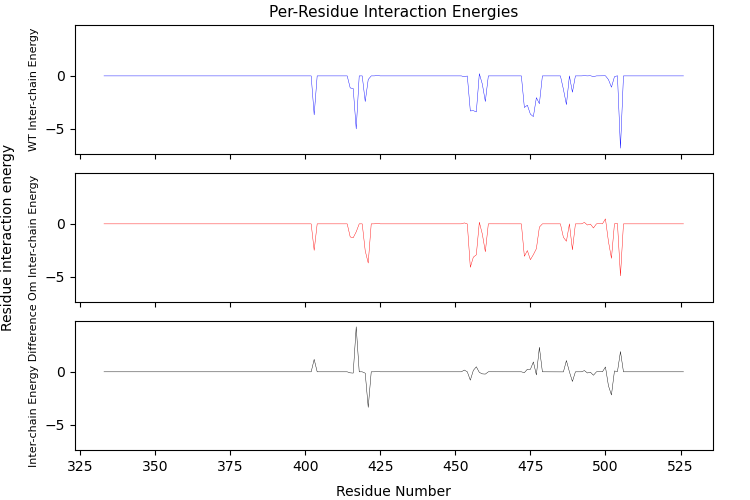 Per-Residue Interaction Energies
WT Inter-chain Energy
0
−5
Residue interaction energy
Om Inter-chain Energy
0
−5
Inter-chain Energy Difference
0
−5
325 350 375 400 425 450 475 500 525
Residue Number